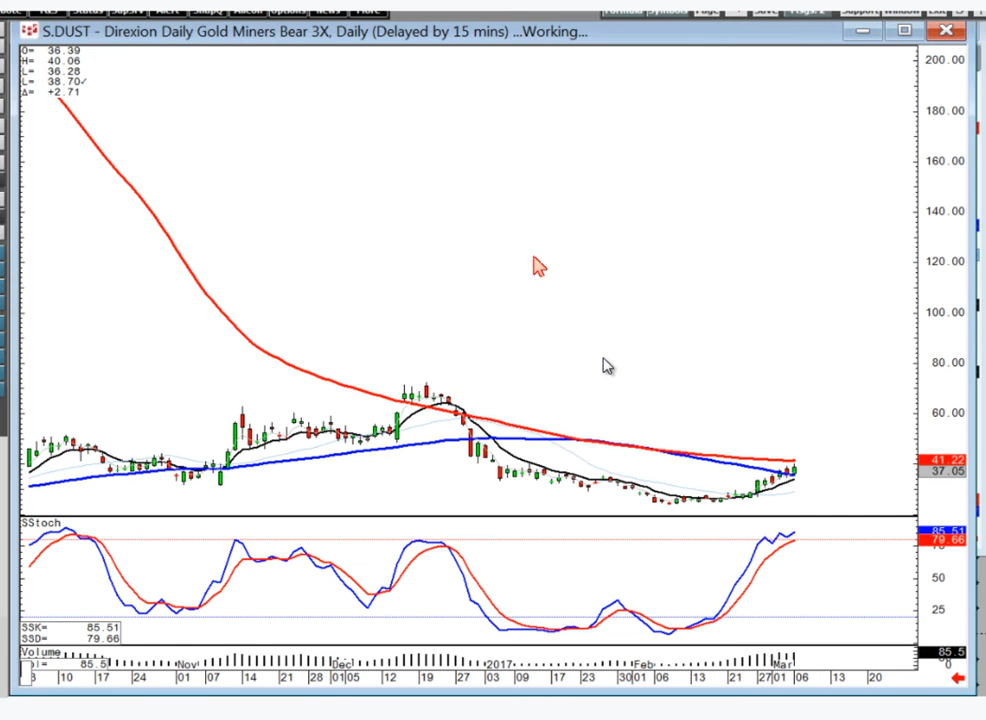 S.DUST - Direxion Daily Gold Miners Bear 3X, Daily (Delayed by 15 mins) ...Working...
O= 36.39
H= 40.06
L= 36.28
L= 38.70✓
Δ= +2.71
200.00
180.00
160.00
140.00
120.00
100.00
80.00
60.00
41.22
37.05
SStoch
85.51
79.66
50
25
SSK= 85.51
SSD= 79.66
Volume
85.5
85.5
Nov Dec 2017 Feb Mar
10 17 24 01 07 14 21 28 01 05 12 19 03 09 17 23 30 01 06 13 21 27 01 06 13 20